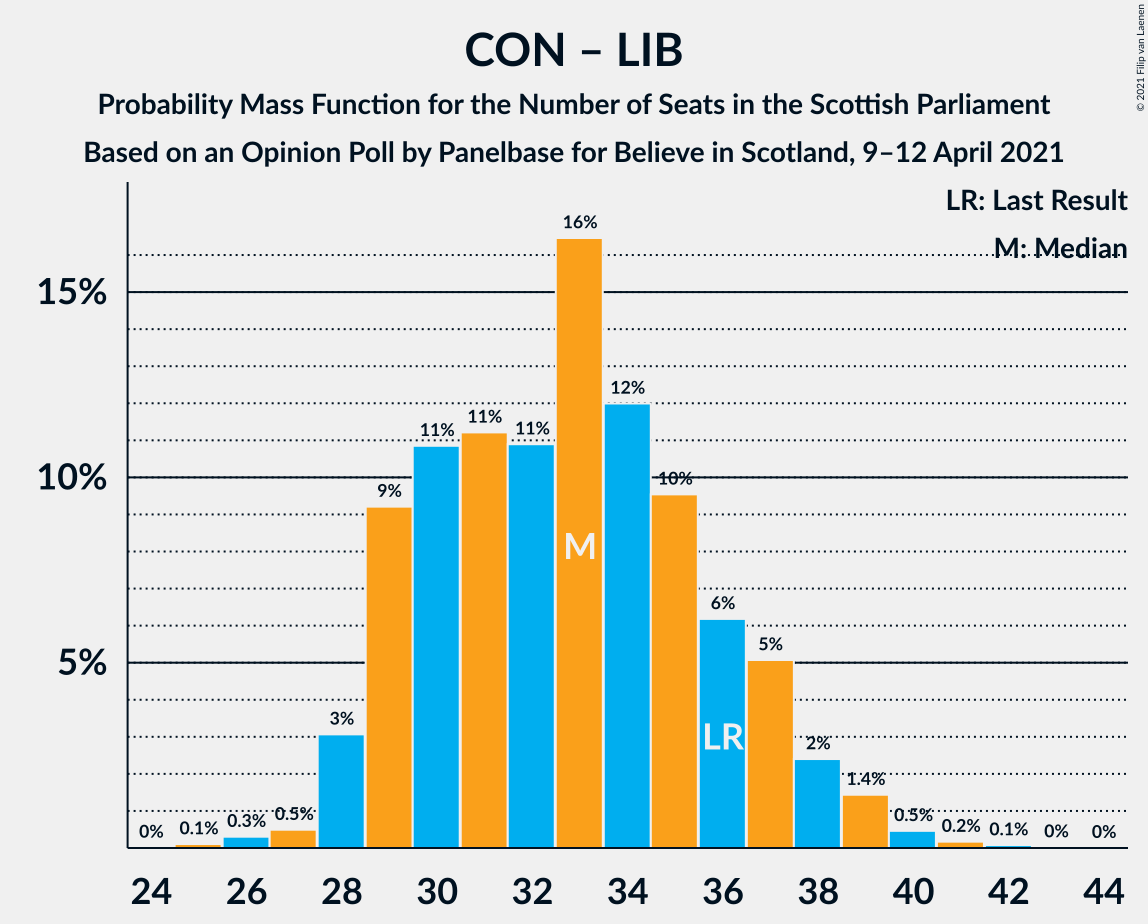 CON – LIB
Probability Mass Function for the Number of Seats in the Scottish Parliament
Based on an Opinion Poll by Panelbase for Believe in Scotland, 9–12 April 2021
© 2021 Filip van Laenen
LR: Last Result
M: Median
15%
10%
5%
0%
0.1%
0.3%
0.5%
3%
9%
11%
11%
11%
16%
12%
10%
6%
5%
2%
1.4%
0.5%
0.2%
0.1%
0%
0%
M
LR
24 26 28 30 32 34 36 38 40 42 44